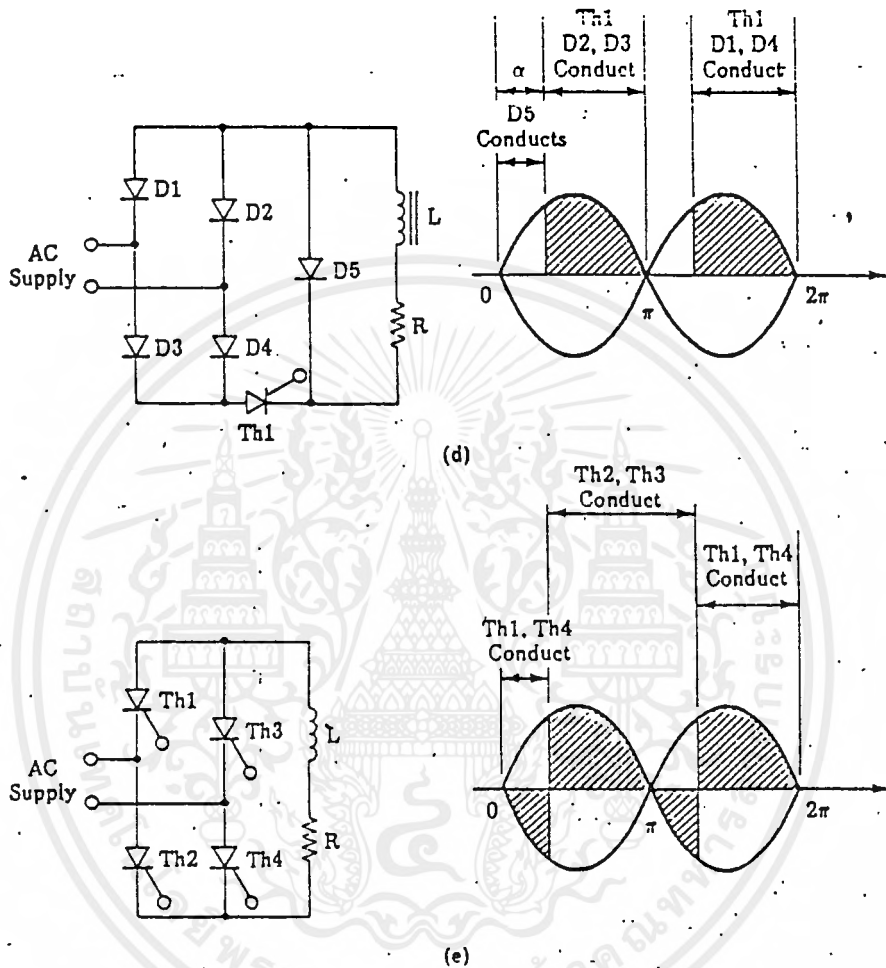 Th1
D2, D3
Conduct
Th1
D1, D4
Conduct
α
D5
Conducts
D1
D2
L
AC
Supply
D5
D3
D4
R
Th1
0
π
2π
(d)
Th2, Th3
Conduct
Th1, Th4
Conduct
Th1, Th4
Conduct
Th1
Th3
L
AC
Supply
Th2
Th4
R
0
π
2π
(e)